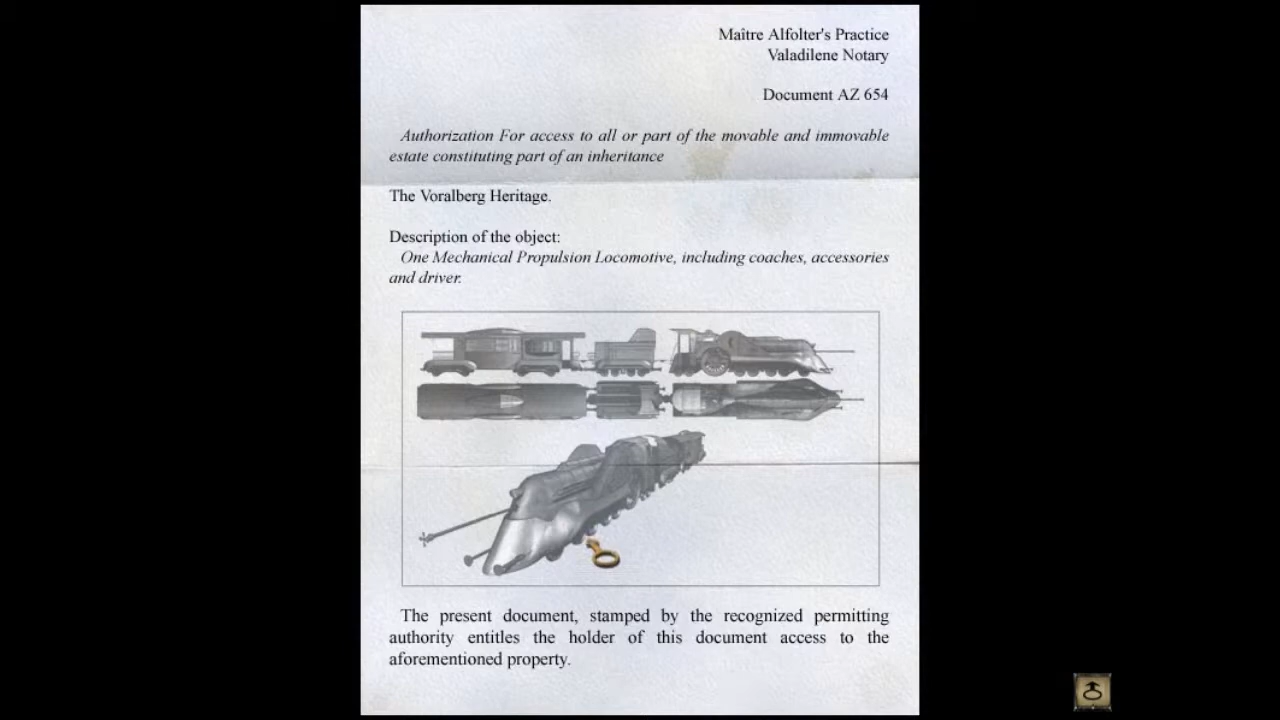 Maître Alfolter's Practice
Valadilene Notary
Document AZ 654
Authorization For access to all or part of the movable and immovable
estate constituting part of an inheritance
The Voralberg Heritage.
Description of the object:
One Mechanical Propulsion Locomotive, including coaches, accessories
and driver.
The present document, stamped by the recognized permitting
authority entitles the holder of this document access to the
aforementioned property.